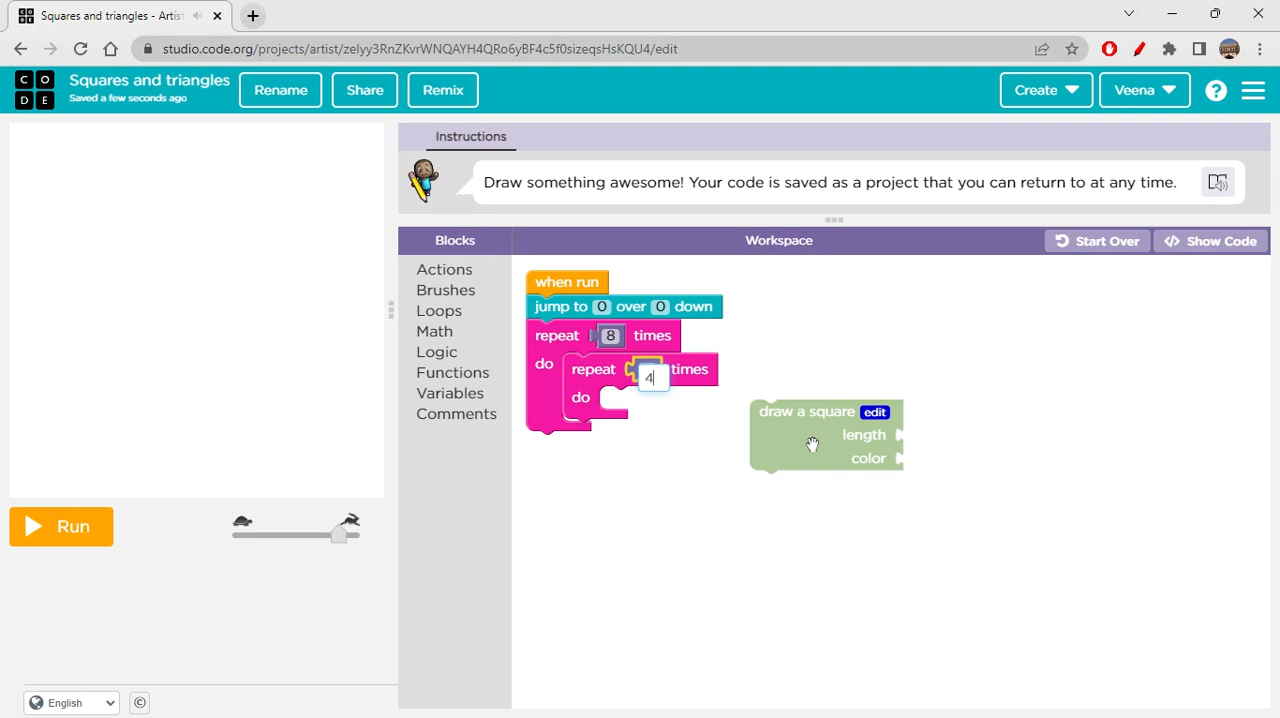 Squares and triangles - Artist
studio.code.org/projects/artist/zelyy3RnZKvrWNQAYH4QRo6yBF4c5f0sizeqsHsKQU4/edit
C O
D E
Squares and triangles
Saved a few seconds ago
Rename
Share
Remix
Create
Veena
?
Instructions
Draw something awesome! Your code is saved as a project that you can return to at any time.
Blocks
Workspace
Start Over
</> Show Code
Actions
Brushes
Loops
Math
Logic
Functions
Variables
Comments
when run
jump to 0 over 0 down
repeat 8 times
do
repeat 4 times
do
draw a square edit
length
color
Run
English
©